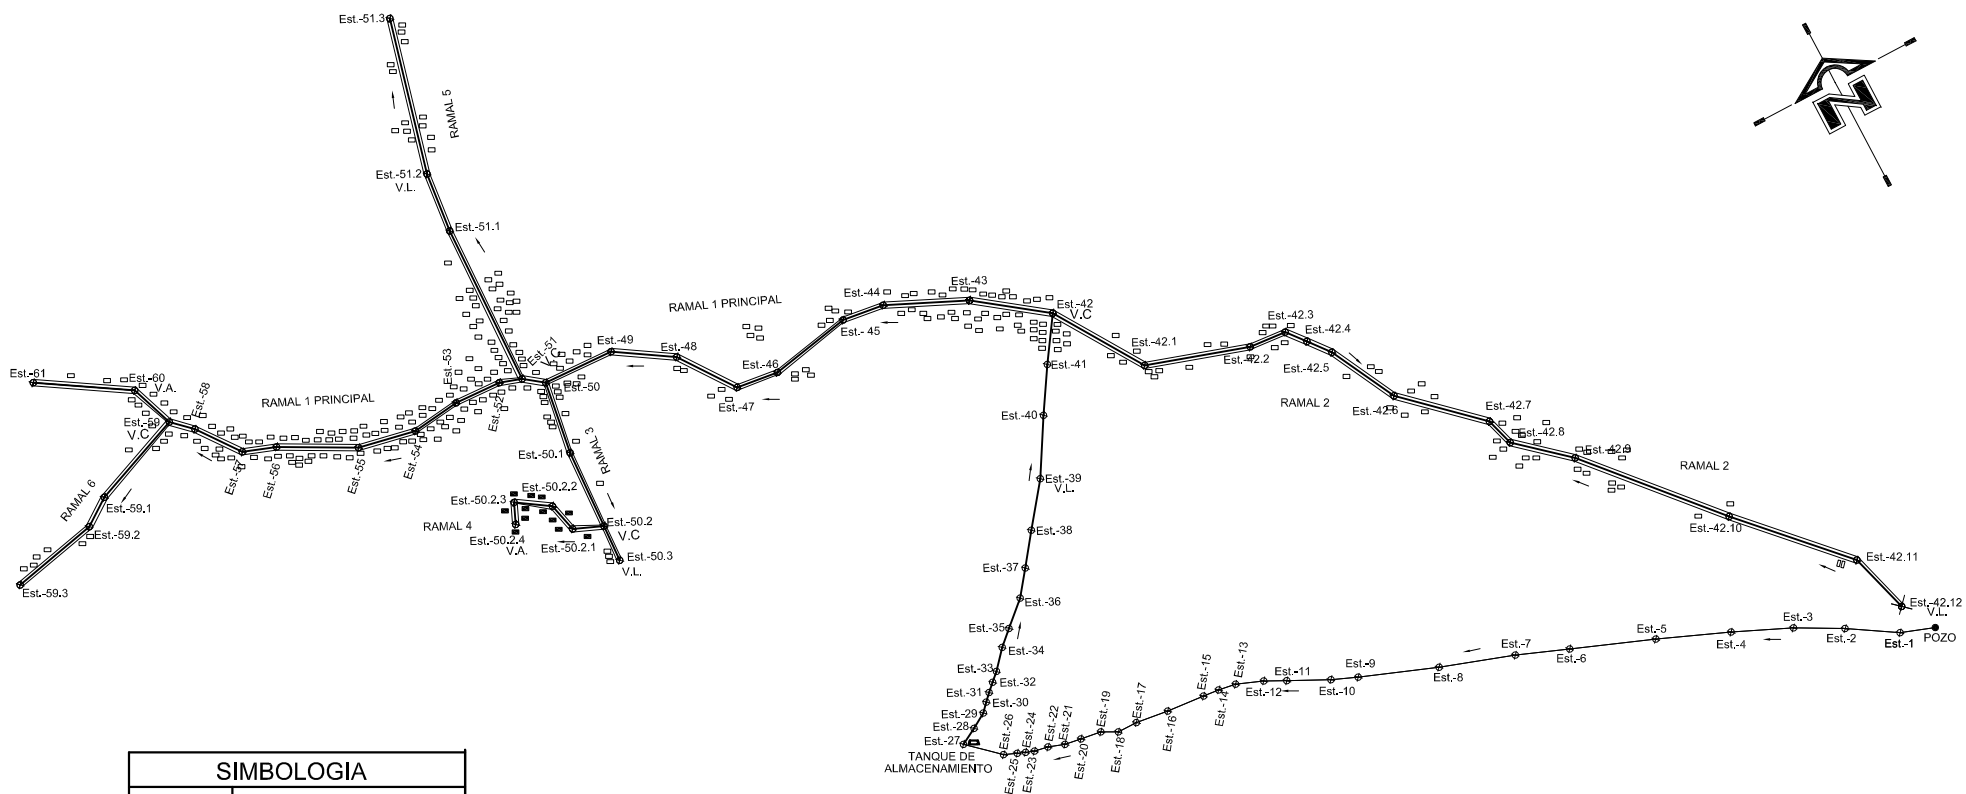 Est.-51.3
RAMAL 5
Est.-51.2
V.L.
Est.-51.1
N
Est.-43
Est.-44
Est.-42
V.C
RAMAL 1 PRINCIPAL
Est.- 45
Est.-42.3
Est.-42.4
Est.-42.1
Est.-42.2
Est.-42.5
Est.-49
Est.-48
Est.-46
Est.-47
Est.-51
V.C
Est.-50
Est.-53
Est.-52
Est.-41
Est.-61
Est.-60
V.A.
Est.-58
RAMAL 1 PRINCIPAL
Est.-59
V.C
Est.-57
Est.-56
Est.-55
Est.-54
RAMAL 2
Est.-42.6
Est.-42.7
Est.-42.8
Est.-42.9
RAMAL 2
Est.-40
RAMAL 3
Est.-50.1
Est.-39
V.L.
RAMAL 6
Est.-59.1
Est.-59.2
Est.-59.3
Est.-50.2.2
Est.-50.2.3
RAMAL 4
Est.-50.2.4
V.A.
Est.-50.2.1
Est.-50.2
V.C
Est.-50.3
V.L.
Est.-42.10
Est.-42.11
Est.-42.12
V.L.
POZO
Est.-38
Est.-37
Est.-36
Est.-35
Est.-34
Est.-33
Est.-32
Est.-31
Est.-30
Est.-29
Est.-28
Est.-27
TANQUE DE
ALMACENAMIENTO
Est.-26
Est.-25
Est.-24
Est.-23
Est.-22
Est.-21
Est.-20
Est.-19
Est.-18
Est.-17
Est.-16
Est.-15
Est.-14
Est.-13
Est.-12
Est.-11
Est.-10
Est.-9
Est.-8
Est.-7
Est.-6
Est.-5
Est.-4
Est.-3
Est.-2
Est.-1
SIMBOLOGIA